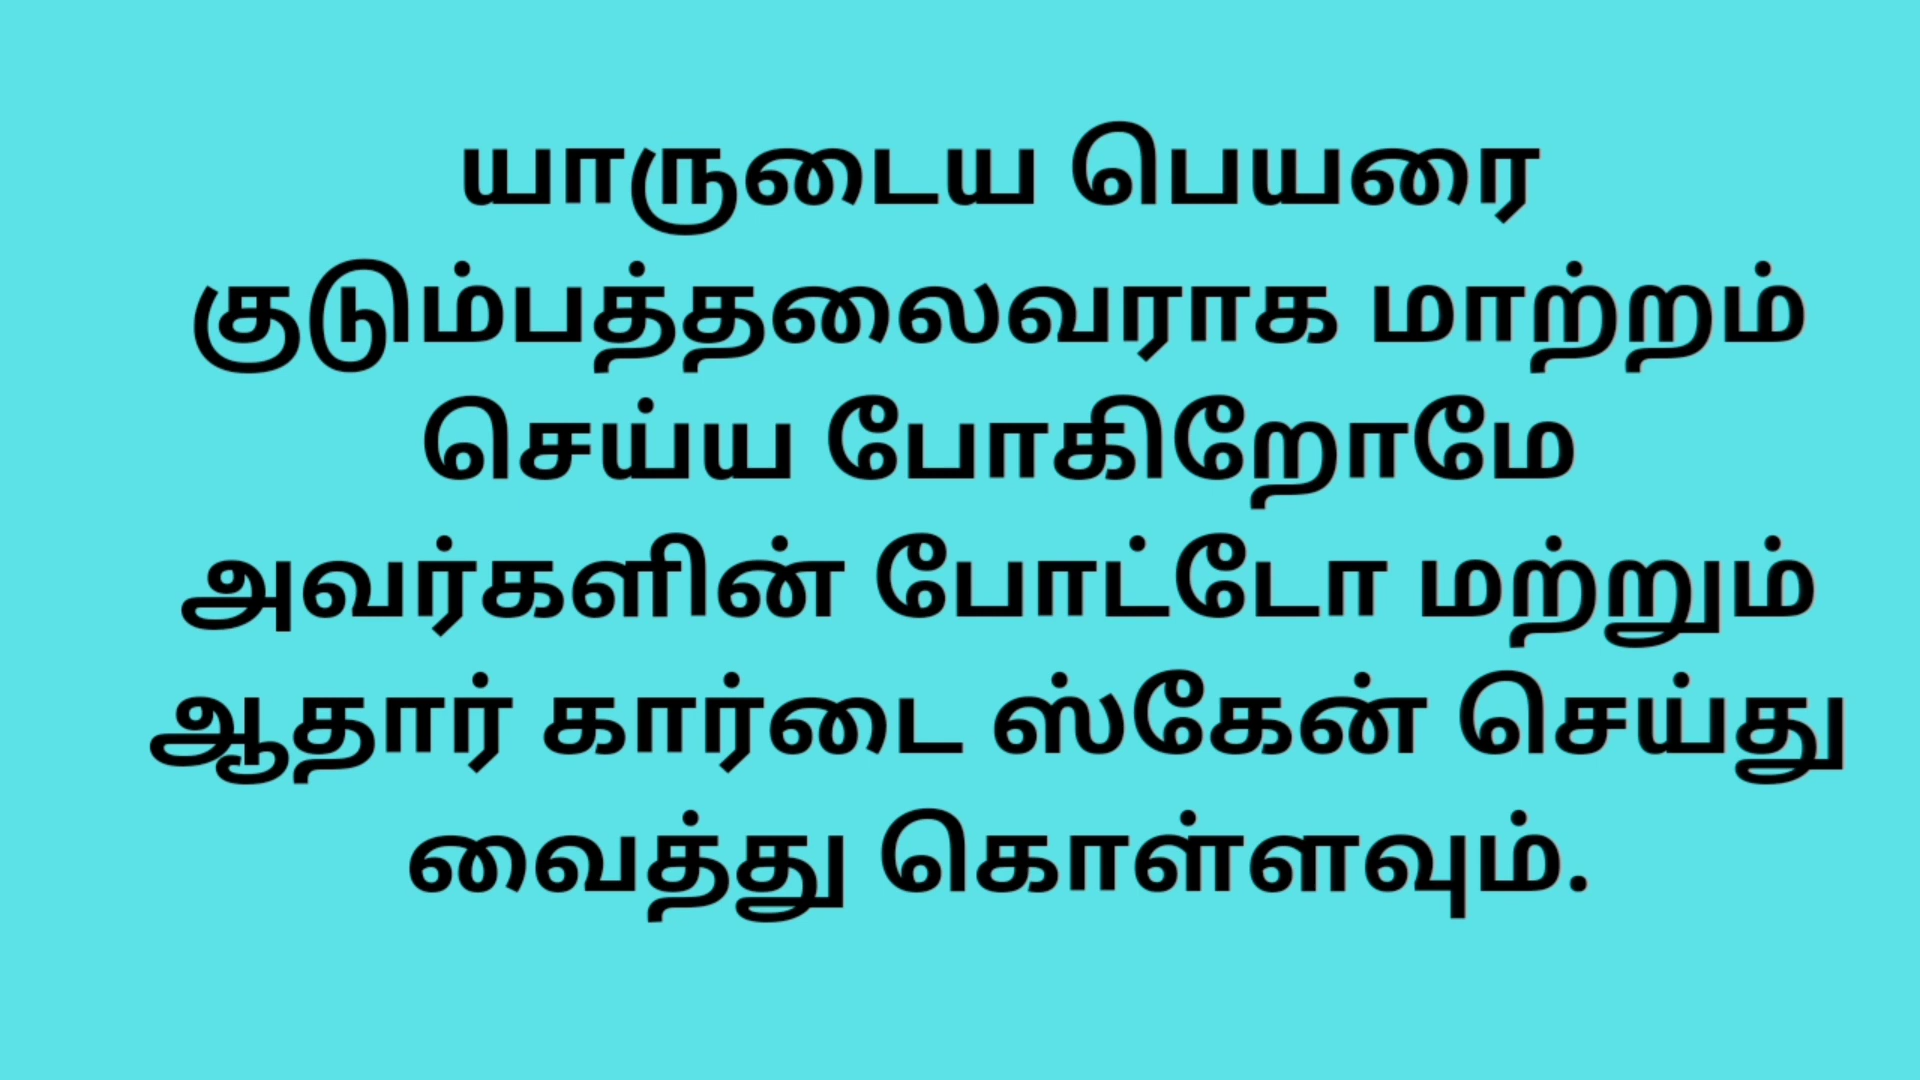 யாருடைய பெயரை
குடும்பத்தலைவராக மாற்றம்
செய்ய போகிறோமே
அவர்களின் போட்டோ மற்றும்
ஆதார் கார்டை ஸ்கேன் செய்து
வைத்து கொள்ளவும்.